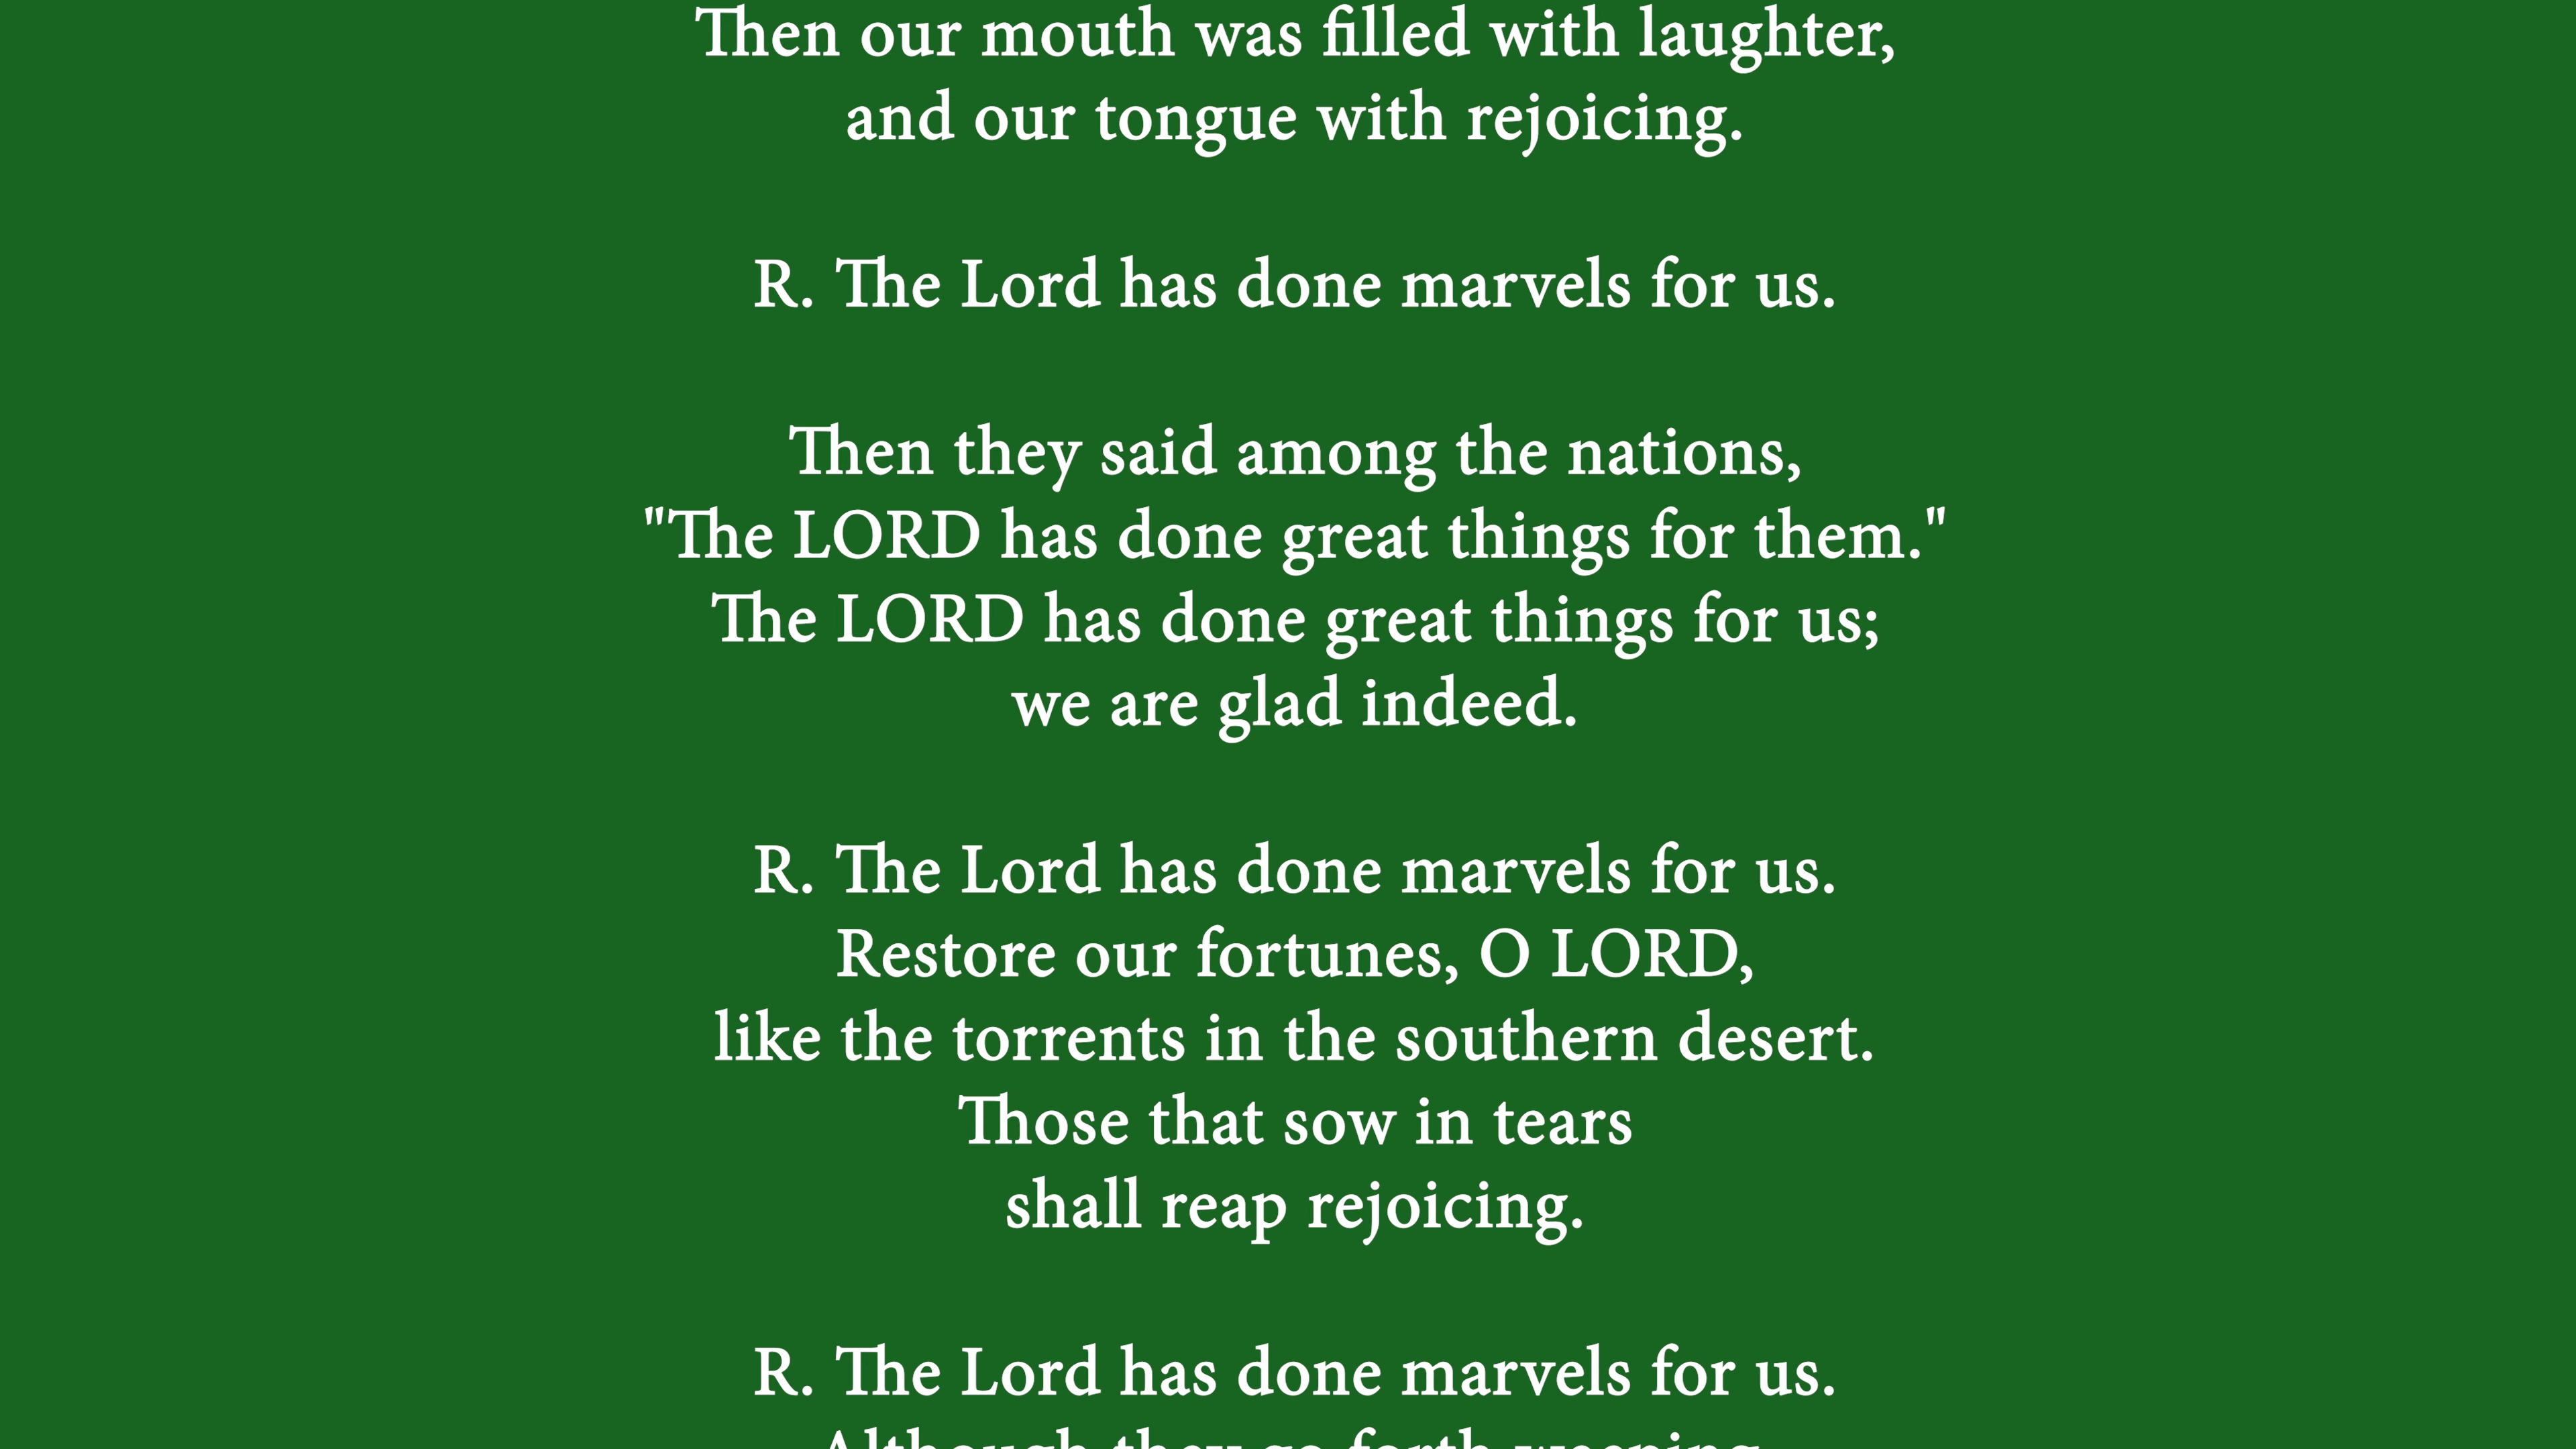 Then our mouth was filled with laughter,
and our tongue with rejoicing.
R. The Lord has done marvels for us.
Then they said among the nations,
"The LORD has done great things for them."
The LORD has done great things for us;
we are glad indeed.
R. The Lord has done marvels for us.
Restore our fortunes, O LORD,
like the torrents in the southern desert.
Those that sow in tears
shall reap rejoicing.
R. The Lord has done marvels for us.
Although they go forth weeping